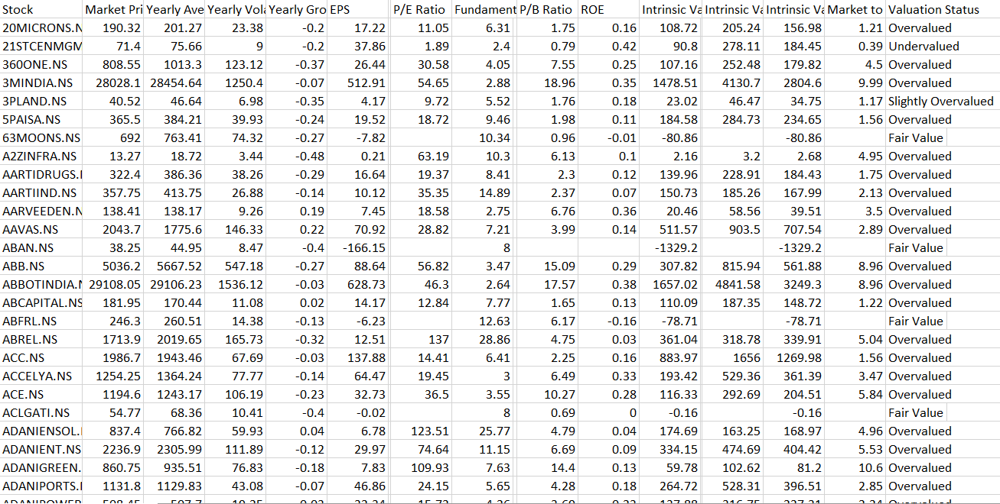 Stock Market Pri Yearly Ave Yearly Vola Yearly Gro EPS P/E Ratio Fundament P/B Ratio ROE Intrinsic Va Intrinsic Va Intrinsic Va Market to Valuation Status
20MICRONS.N 190.32 201.27 23.38 -0.2 17.22 11.05 6.31 1.75 0.16 108.72 205.24 156.98 1.21 Overvalued
21STCENMGM 71.4 75.66 9 -0.2 37.86 1.89 2.4 0.79 0.42 90.8 278.11 184.45 0.39 Undervalued
360ONE.NS 808.55 1013.3 123.12 -0.37 26.44 30.58 4.05 7.55 0.25 107.16 252.48 179.82 4.5 Overvalued
3MINDIA.NS 28028.1 28454.64 1250.4 -0.07 512.91 54.65 2.88 18.96 0.35 1478.51 4130.7 2804.6 9.99 Overvalued
3PLAND.NS 40.52 46.64 6.98 -0.35 4.17 9.72 5.52 1.76 0.18 23.02 46.47 34.75 1.17 Slightly Overvalued
5PAISA.NS 365.5 384.21 39.93 -0.24 19.52 18.72 9.46 1.98 0.11 184.58 284.73 234.65 1.56 Overvalued
63MOONS.NS 692 763.41 74.32 -0.27 -7.82 10.34 0.96 -0.01 -80.86 -80.86 Fair Value
A2ZINFRA.NS 13.27 18.72 3.44 -0.48 0.21 63.19 10.3 6.13 0.1 2.16 3.2 2.68 4.95 Overvalued
AARTIDRUGS.I 322.4 386.36 38.26 -0.29 16.64 19.37 8.41 2.3 0.12 139.96 228.91 184.43 1.75 Overvalued
AARTIIND.NS 357.75 413.75 26.88 -0.14 10.12 35.35 14.89 2.37 0.07 150.73 185.26 167.99 2.13 Overvalued
AARVEEDEN.N 138.41 138.17 9.26 0.19 7.45 18.58 2.75 6.76 0.36 20.46 58.56 39.51 3.5 Overvalued
AAVAS.NS 2043.7 1775.6 146.33 0.22 70.92 28.82 7.21 3.99 0.14 511.57 903.5 707.54 2.89 Overvalued
ABAN.NS 38.25 44.95 8.47 -0.4 -166.15 8 -1329.2 -1329.2 Fair Value
ABB.NS 5036.2 5667.52 547.18 -0.27 88.64 56.82 3.47 15.09 0.29 307.82 815.94 561.88 8.96 Overvalued
ABBOTINDIA.N 29108.05 29106.23 1536.12 -0.03 628.73 46.3 2.64 17.57 0.38 1657.02 4841.58 3249.3 8.96 Overvalued
ABCAPITAL.NS 181.95 170.44 11.08 0.02 14.17 12.84 7.77 1.65 0.13 110.09 187.35 148.72 1.22 Overvalued
ABFRL.NS 246.3 260.51 14.38 -0.13 -6.23 12.63 6.17 -0.16 -78.71 -78.71 Fair Value
ABREL.NS 1713.9 2019.65 165.73 -0.32 12.51 137 28.86 4.75 0.03 361.04 318.78 339.91 5.04 Overvalued
ACC.NS 1986.7 1943.46 67.69 -0.03 137.88 14.41 6.41 2.25 0.16 883.97 1656 1269.98 1.56 Overvalued
ACCELYA.NS 1254.25 1364.24 77.77 -0.14 64.47 19.45 3 6.49 0.33 193.42 529.36 361.39 3.47 Overvalued
ACE.NS 1194.6 1243.17 106.19 -0.23 32.73 36.5 3.55 10.27 0.28 116.33 292.69 204.51 5.84 Overvalued
ACLGATI.NS 54.77 68.36 10.41 -0.4 -0.02 8 0.69 0 -0.16 -0.16 Fair Value
ADANIENSOL.I 837.4 766.82 59.93 0.04 6.78 123.51 25.77 4.79 0.04 174.69 163.25 168.97 4.96 Overvalued
ADANIENT.NS 2236.9 2305.99 111.89 -0.12 29.97 74.64 11.15 6.69 0.09 334.15 474.69 404.42 5.53 Overvalued
ADANIGREEN. 860.75 935.51 76.83 -0.18 7.83 109.93 7.63 14.4 0.13 59.78 102.62 81.2 10.6 Overvalued
ADANIPORTS.I 1131.8 1129.83 43.08 -0.07 46.86 24.15 5.65 4.28 0.18 264.72 528.31 396.51 2.85 Overvalued